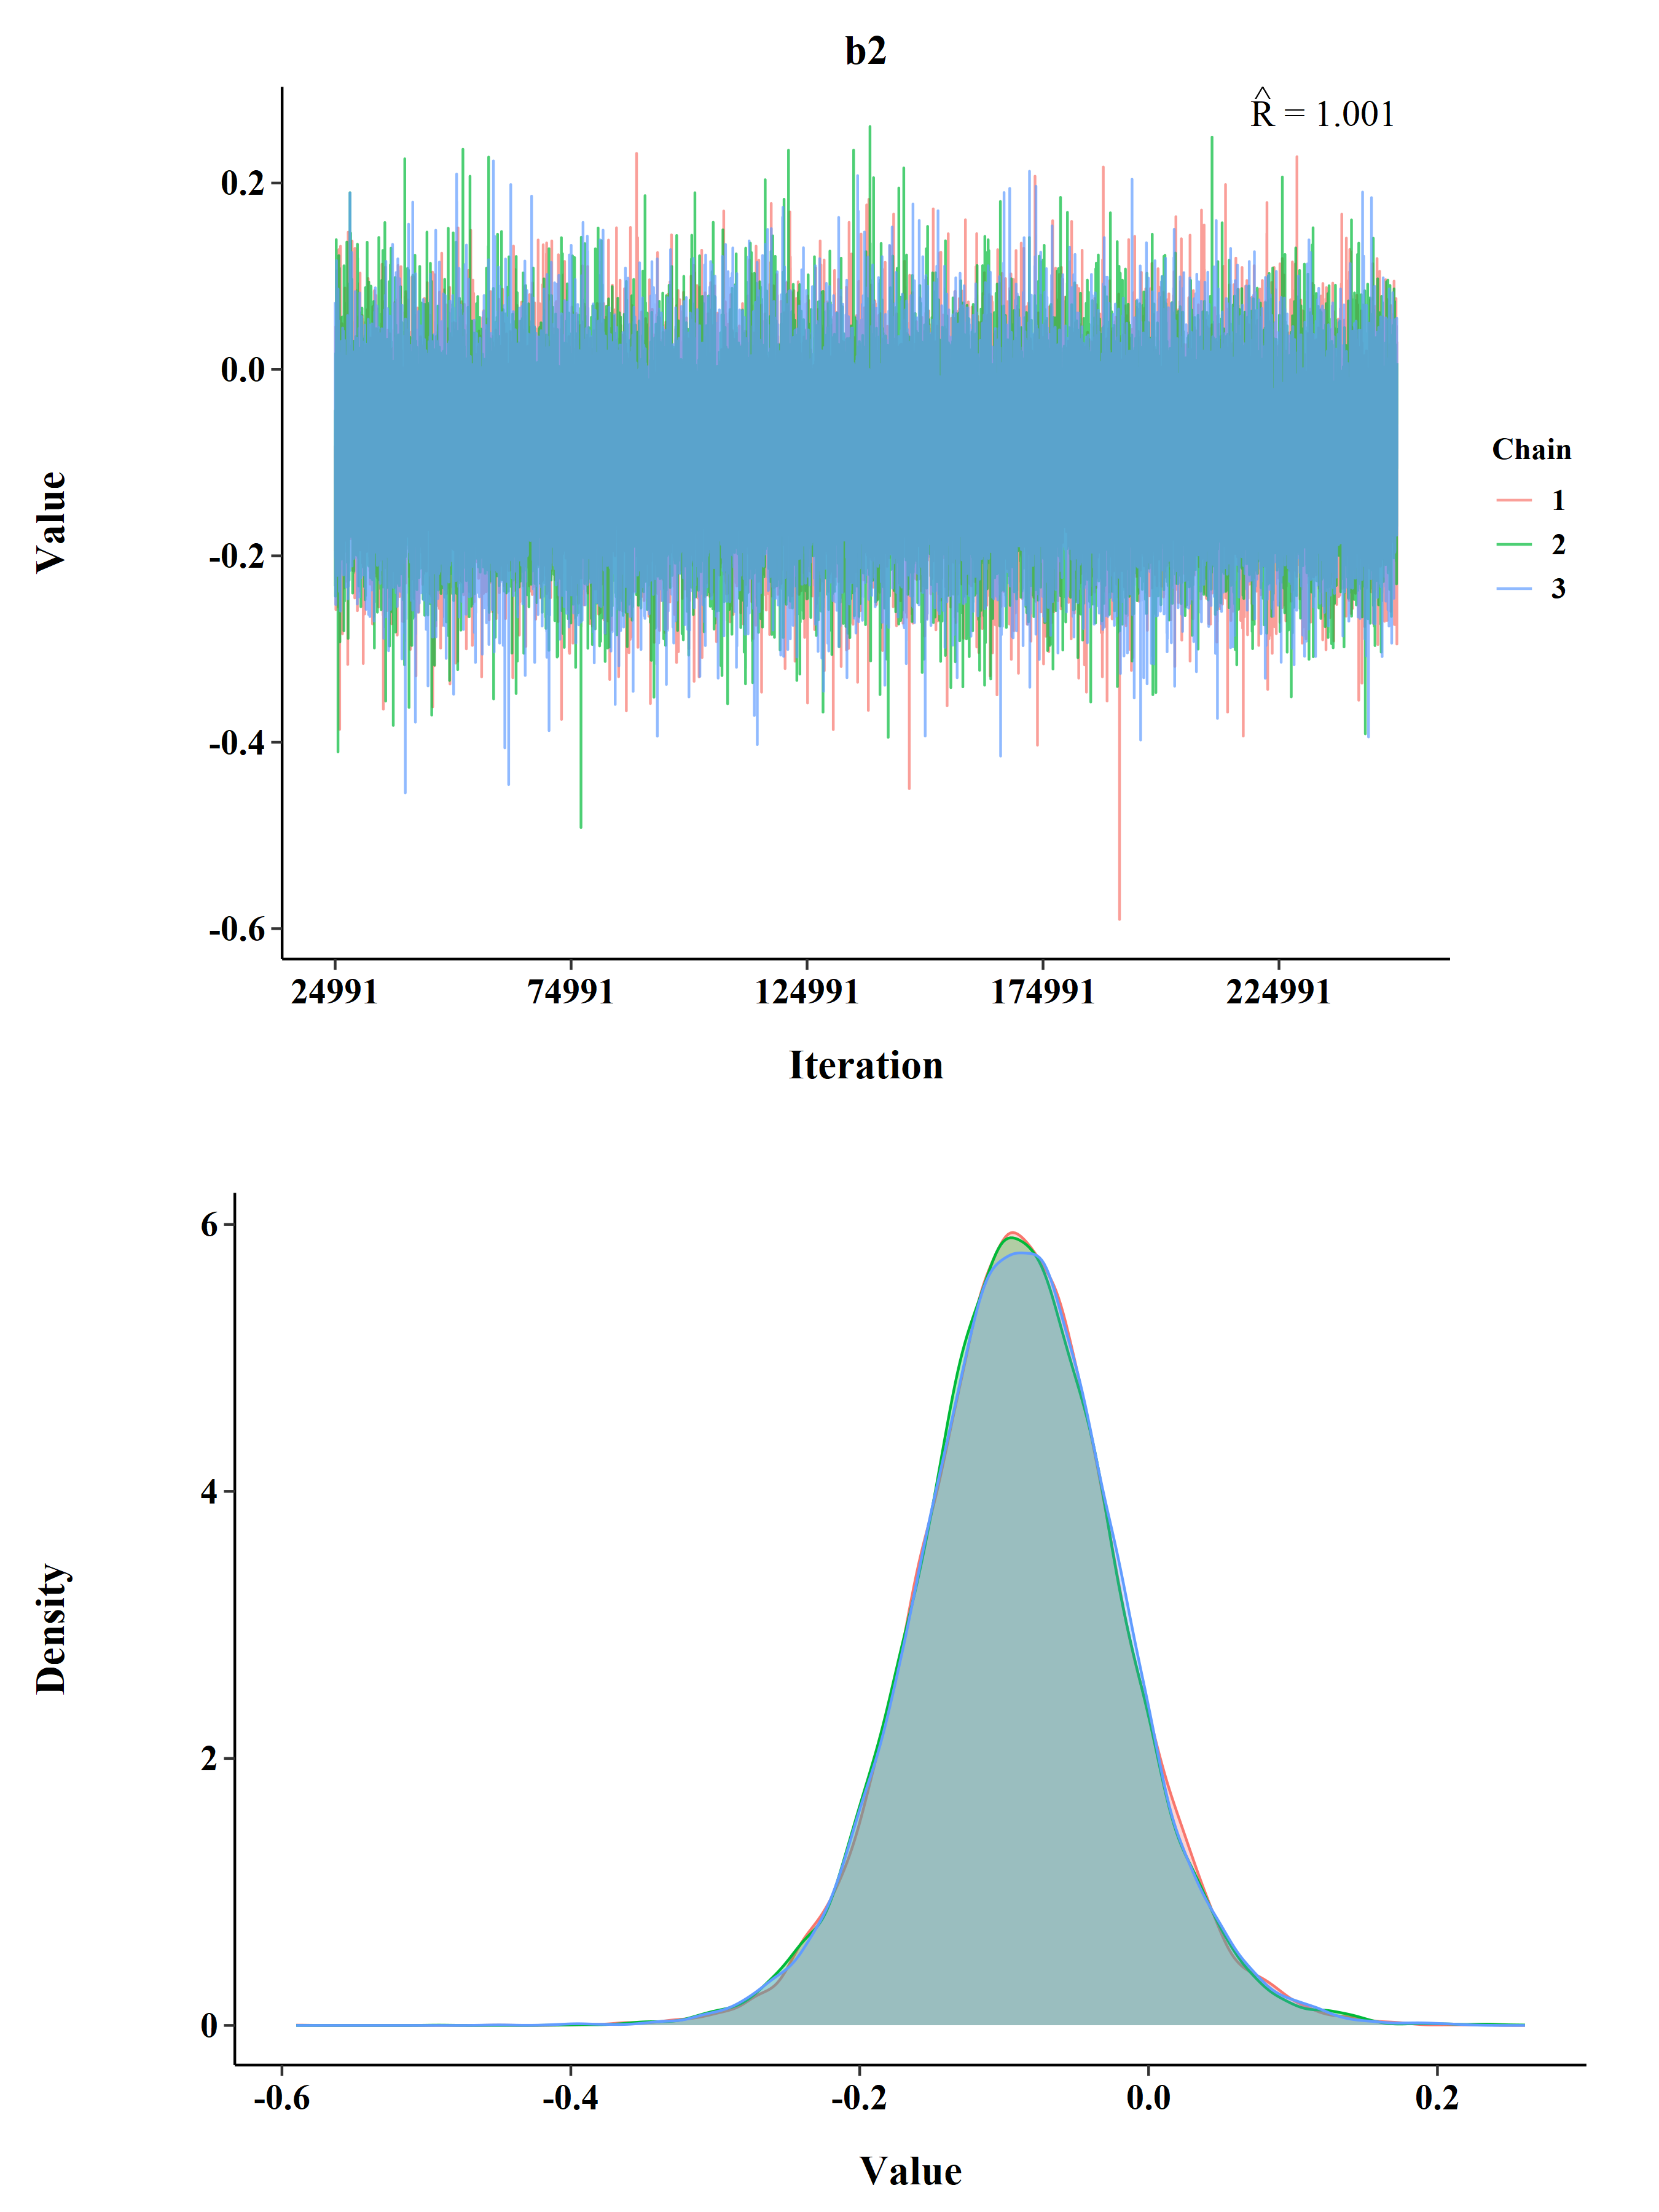 b2
R̂ = 1.001
0.2
0.0
-0.2
-0.4
-0.6
Value
24991 74991 124991 174991 224991
Iteration
Chain
1
2
3
6
4
2
0
Density
-0.6 -0.4 -0.2 0.0 0.2
Value